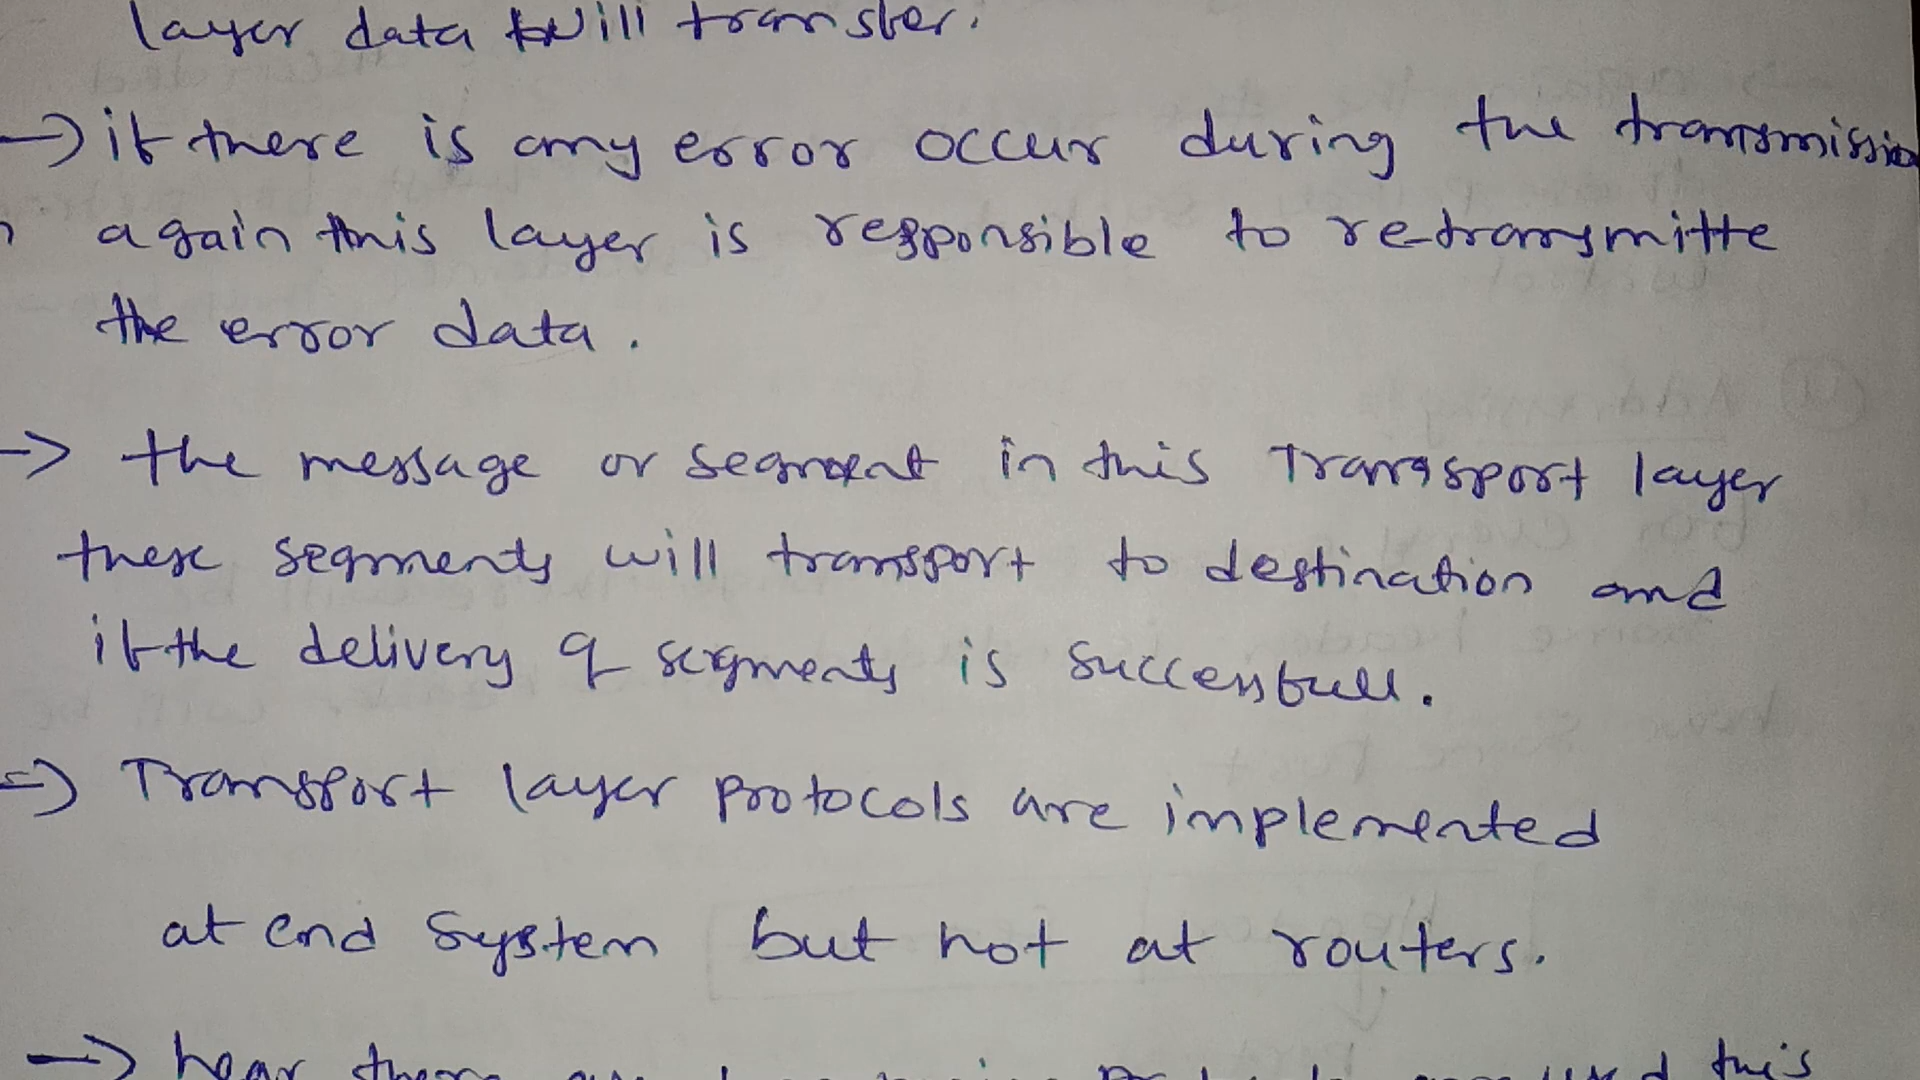 layer data will transfer.
→ if there is any error occur during the transmission
again this layer is responsible to re-transmitte
the error data.
→ the message or segment in this Transport layer
these segments will transport to destination and
if the delivery of segments is successfull.
⇒ Transport layer protocols are implemented
at end system but not at routers.
→ hear there this